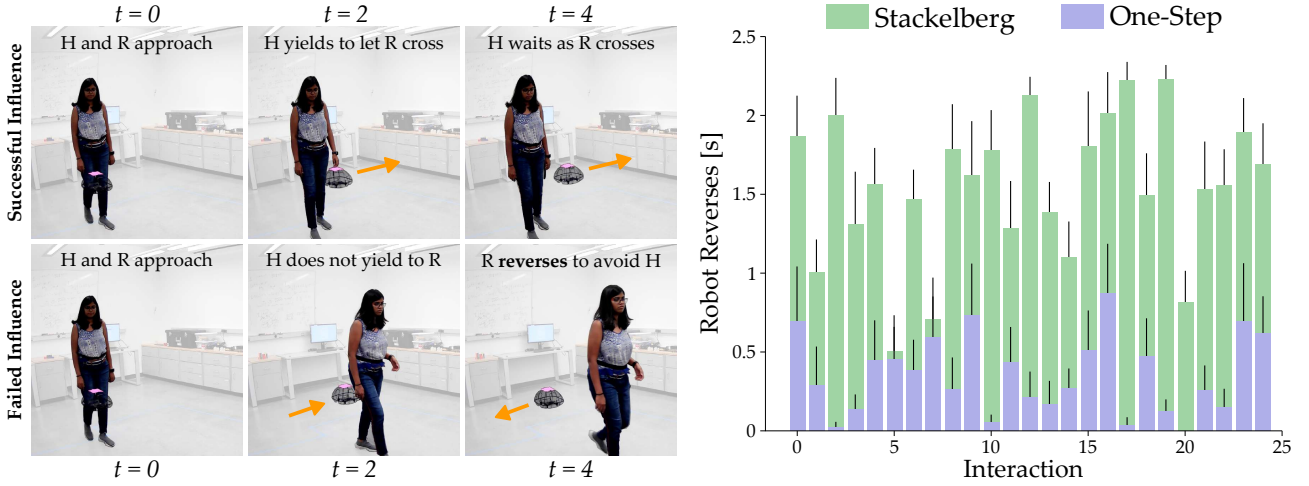 t = 0
t = 2
t = 4
Successful Influence
H and R approach
H yields to let R cross
H waits as R crosses
Failed Influence
H and R approach
H does not yield to R
R reverses to avoid H
t = 0
t = 2
t = 4
Stackelberg
One-Step
Robot Reverses [s]
2.5
2
1.5
1
0.5
0
0
5
10
15
20
25
Interaction